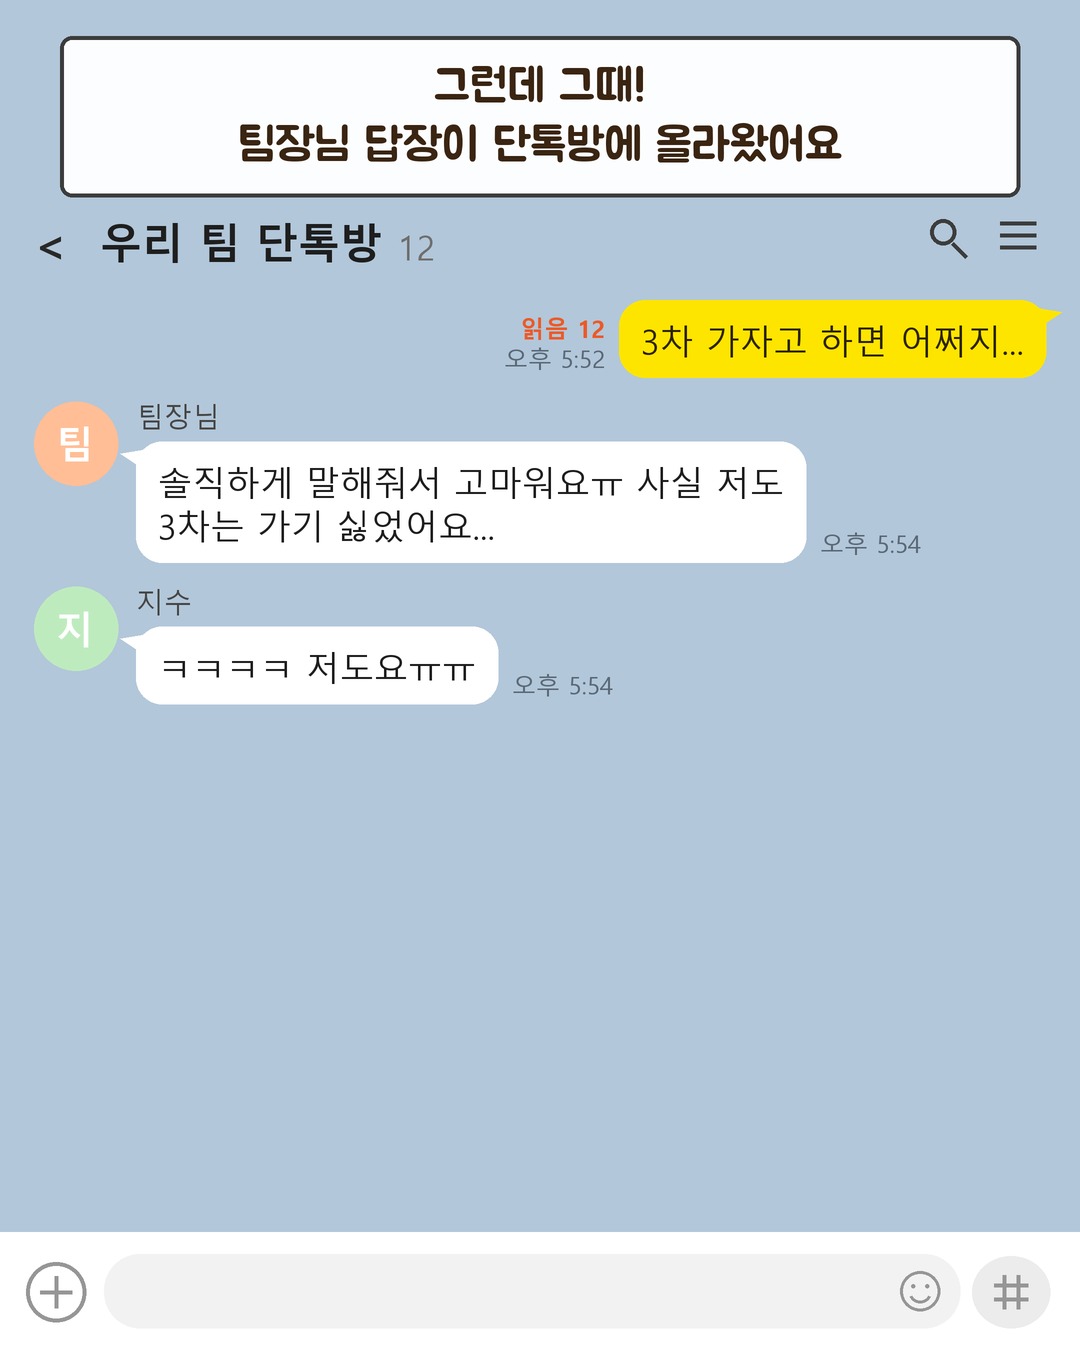 그런데 그때!
팀장님 답장이 단톡방에 올라왔어요
< 우리 팀 단톡방 12
읽음 12
오후 5:52
3차 가자고 하면 어쩌지...
팀
팀장님
솔직하게 말해줘서 고마워요ㅠ 사실 저도
3차는 가기 싫었어요...
오후 5:54
지
지수
ㅋㅋㅋㅋ 저도요ㅠㅠ
오후 5:54